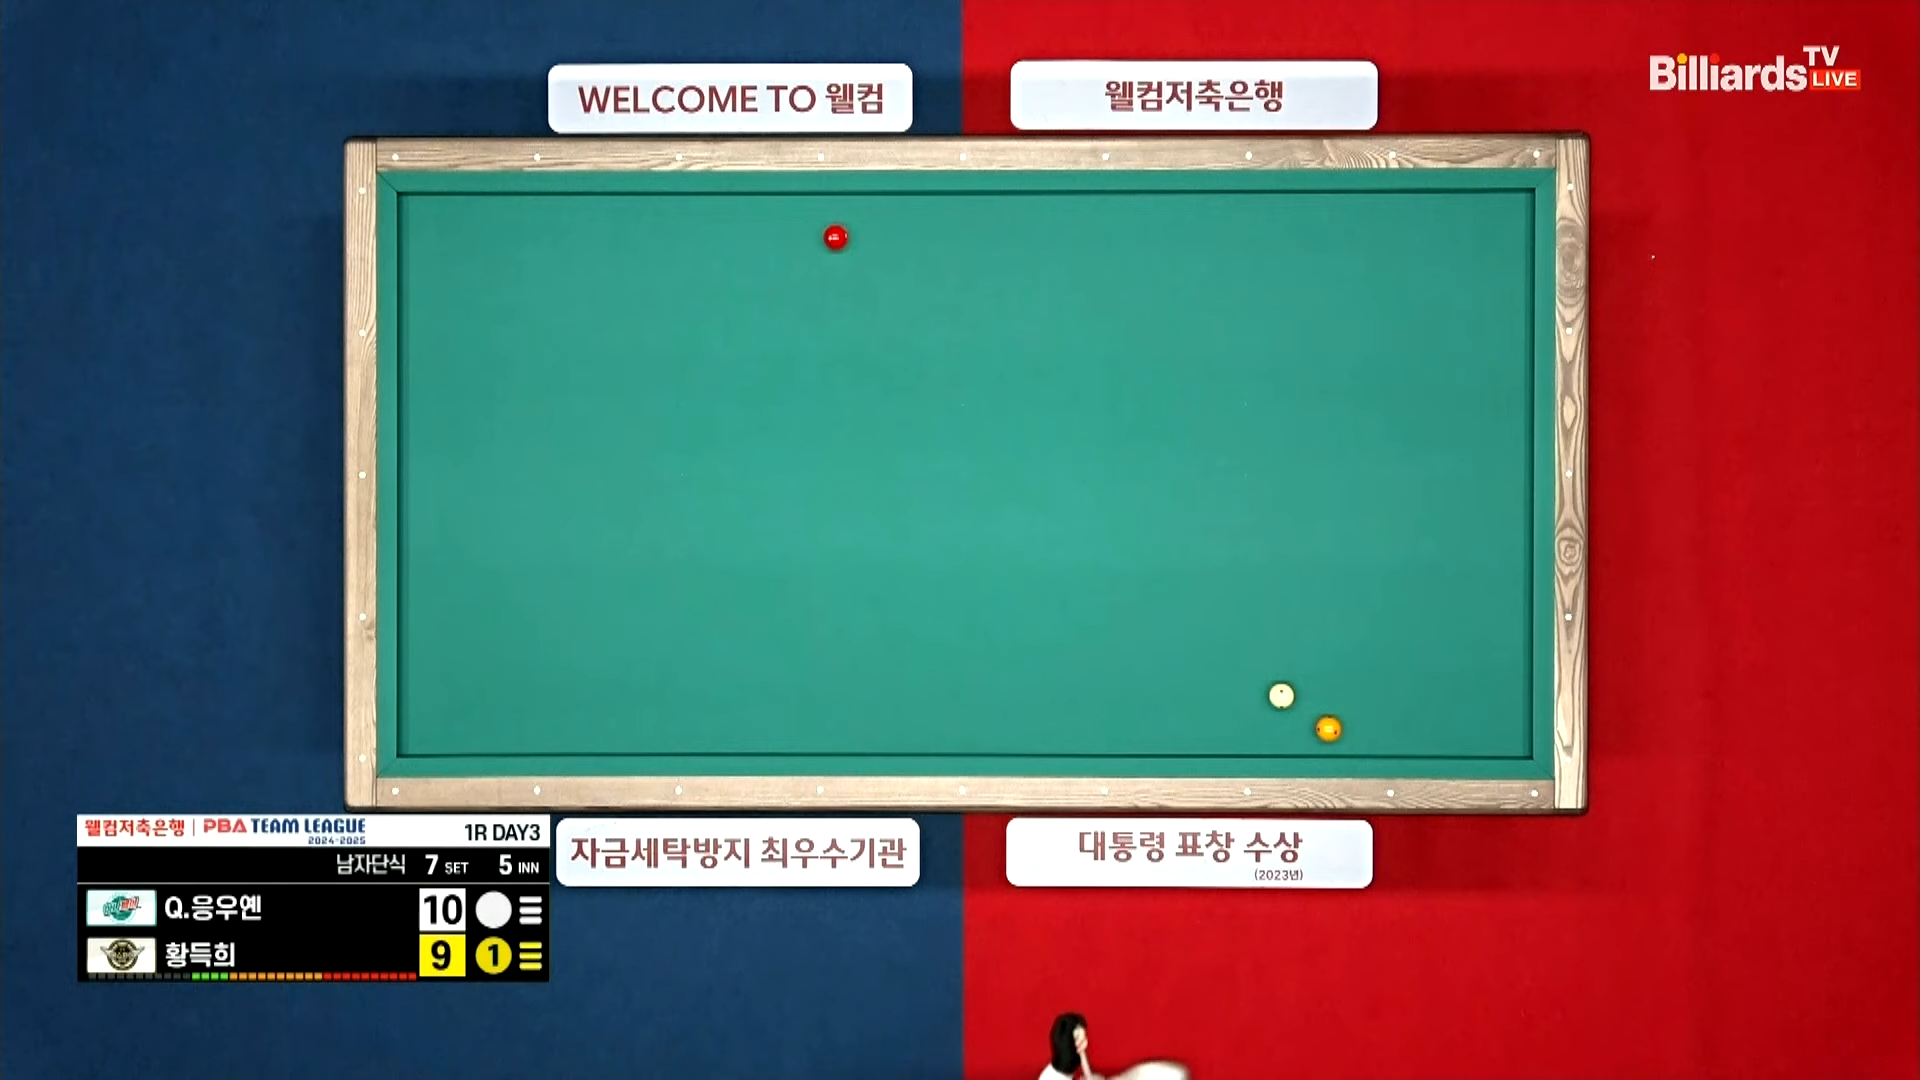 WELCOME TO 웰컴
웰컴저축은행
BilliardsTV
LIVE
웰컴저축은행 | PBA TEAM LEAGUE
2024-2025
1R DAY3
남자단식 7 SET 5 INN
Q.응우옌 10
황득희 9 1
자금세탁방지 최우수기관
대통령 표창 수상
(2023년)